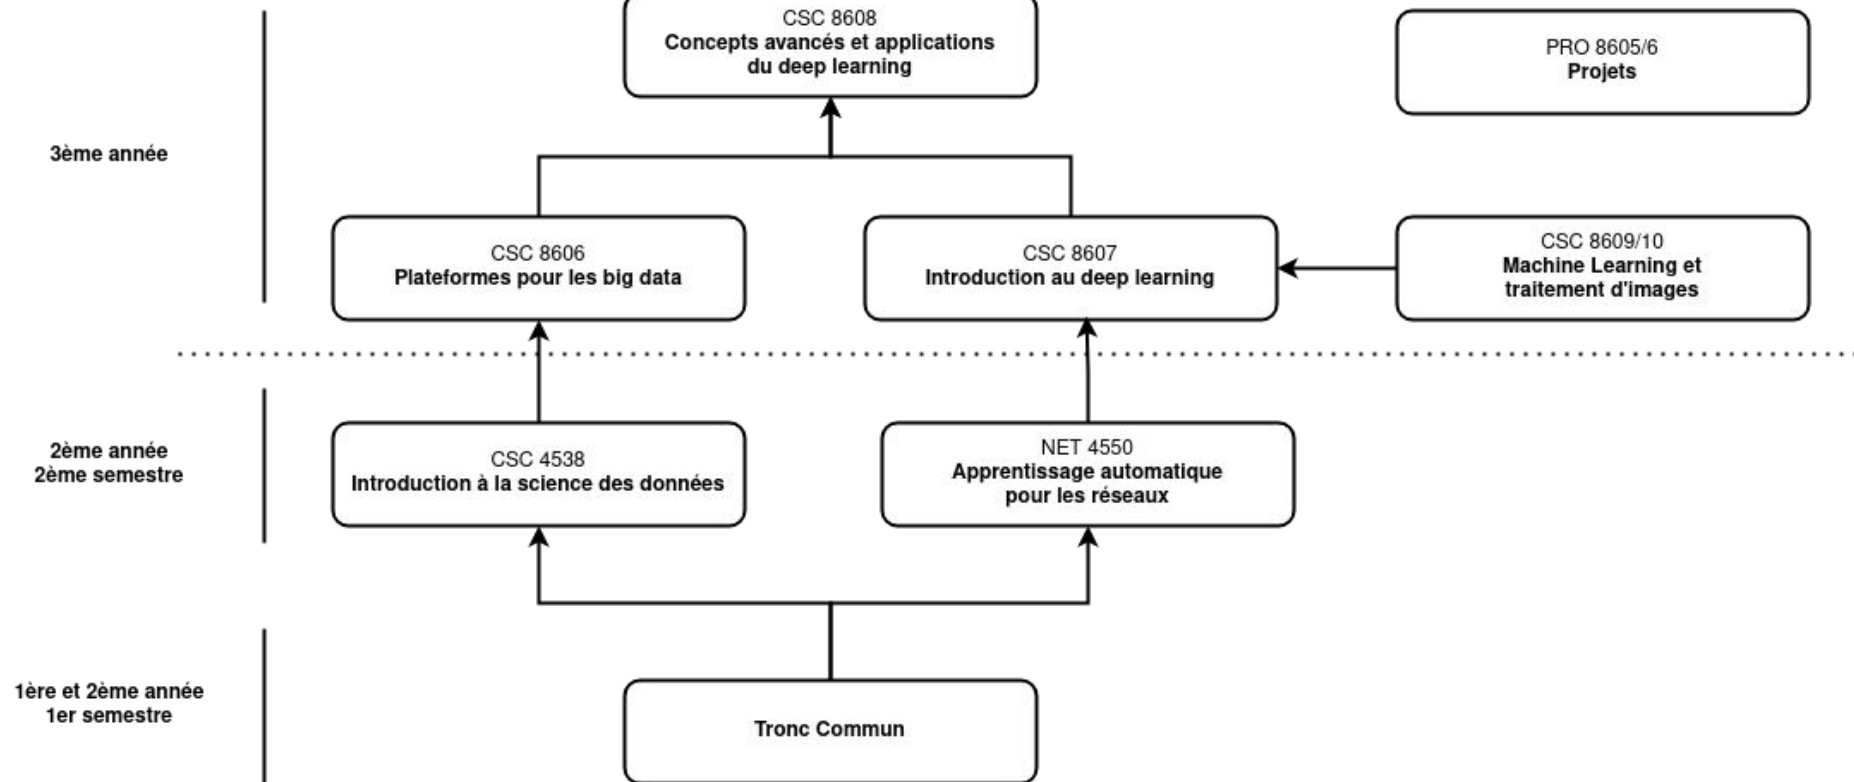 CSC 8608
Concepts avancés et applications
du deep learning
PRO 8605/6
Projets
3ème année
CSC 8606
Plateformes pour les big data
CSC 8607
Introduction au deep learning
CSC 8609/10
Machine Learning et
traitement d'images
2ème année
2ème semestre
CSC 4538
Introduction à la science des données
NET 4550
Apprentissage automatique
pour les réseaux
1ère et 2ème année
1er semestre
Tronc Commun